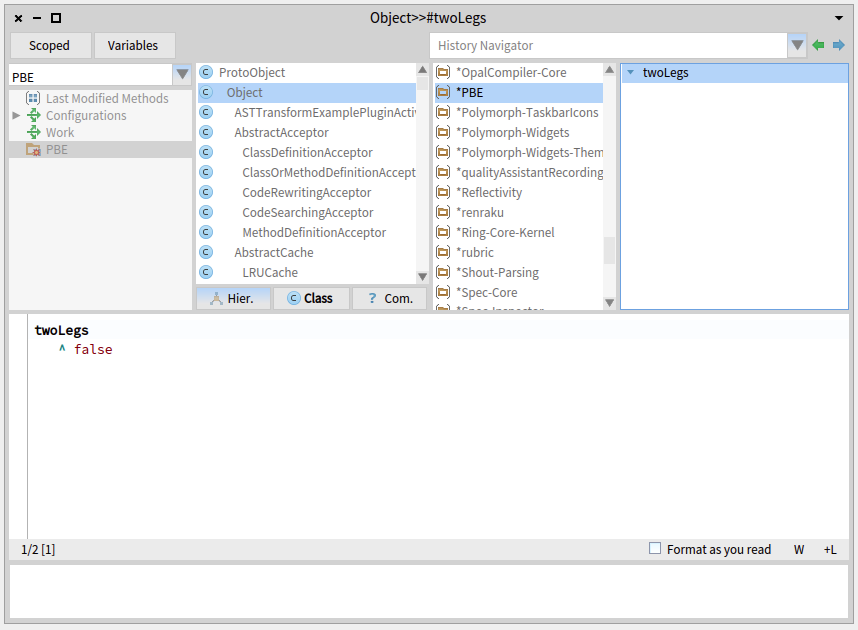 Object>>#twoLegs
Scoped
Variables
History Navigator
PBE
Last Modified Methods
Configurations
Work
PBE
ProtoObject
Object
ASTTransformExamplePluginActi
AbstractAcceptor
ClassDefinitionAcceptor
ClassOrMethodDefinitionAccept
CodeRewritingAcceptor
CodeSearchingAcceptor
MethodDefinitionAcceptor
AbstractCache
LRUCache
Hier.
Class
? Com.
*OpalCompiler-Core
*PBE
*Polymorph-TaskbarIcons
*Polymorph-Widgets
*Polymorph-Widgets-Them
*qualityAssistantRecording
*Reflectivity
*renraku
*Ring-Core-Kernel
*rubric
*Shout-Parsing
*Spec-Core
*Spec-Inspector
twoLegs
twoLegs
^ false
1/2 [1]
Format as you read
W
+L